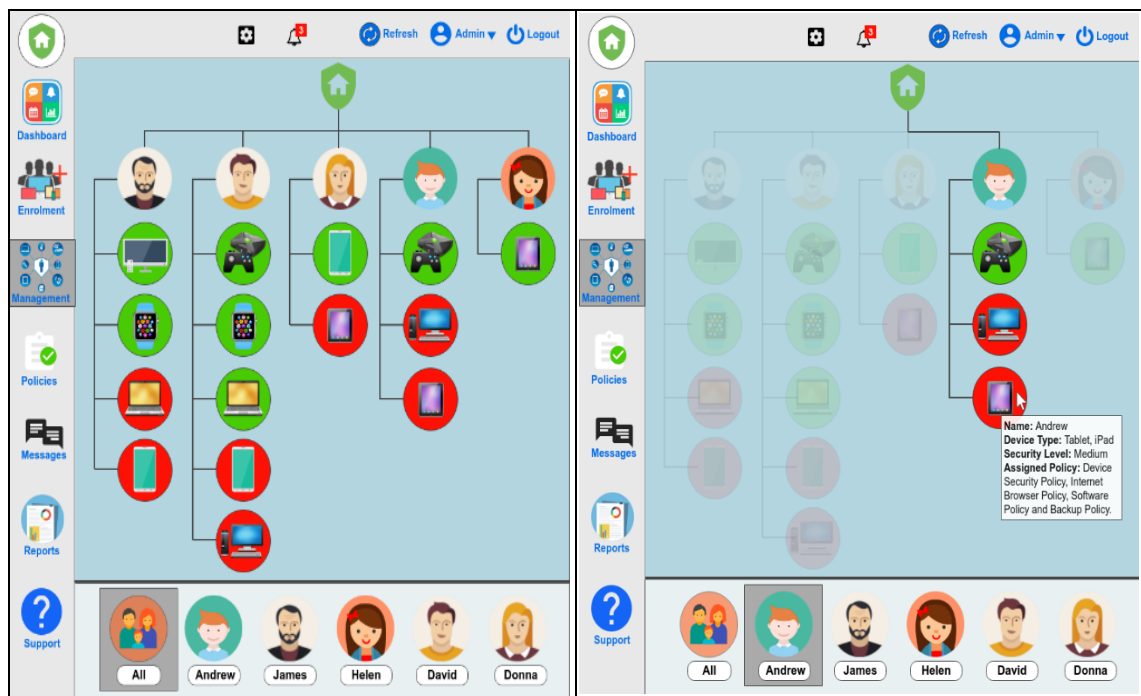 3
Refresh
Admin
Logout
Dashboard
Enrolment
Management
Policies
Messages
Reports
Support
All
Andrew
James
Helen
David
Donna
3
Refresh
Admin
Logout
Dashboard
Enrolment
Management
Policies
Messages
Reports
Support
Name: Andrew
Device Type: Tablet, iPad
Security Level: Medium
Assigned Policy: Device
Security Policy, Internet
Browser Policy, Software
Policy and Backup Policy.
All
Andrew
James
Helen
David
Donna